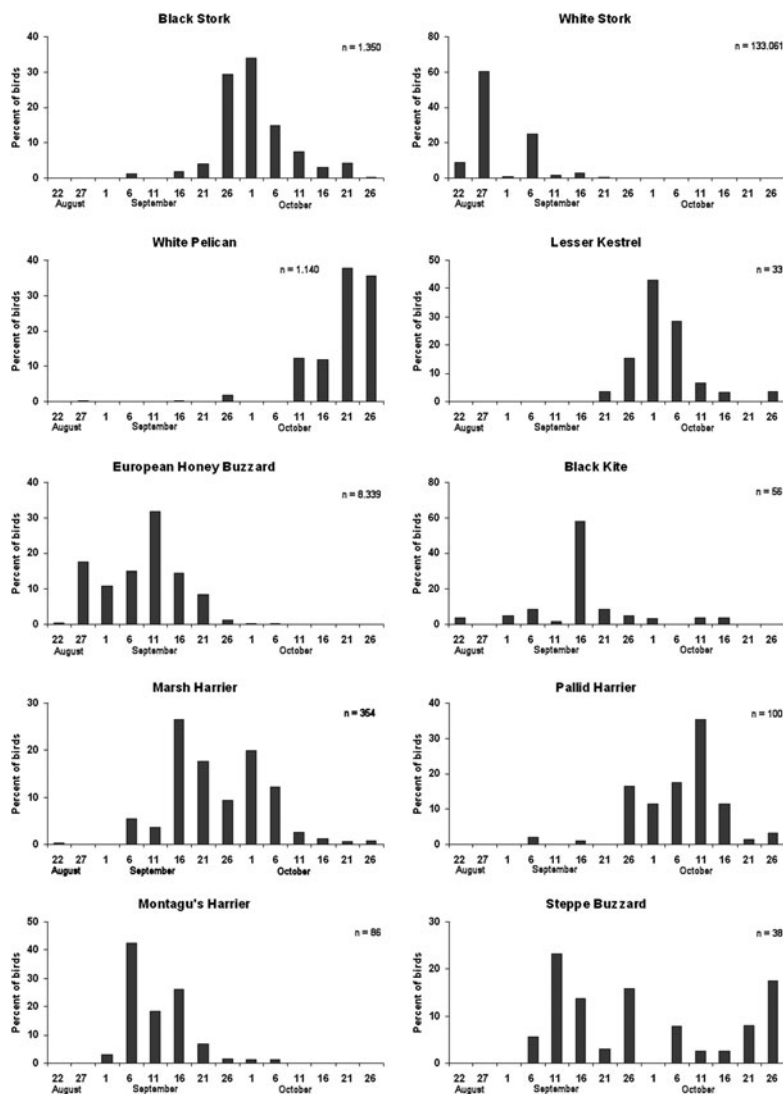 Black Stork
n = 1.350
Percent of birds
40
30
20
10
0
22 27 1 6 11 16 21 26 1 6 11 16 21 26
August September October
White Stork
n = 133.061
Percent of birds
80
60
40
20
0
22 27 1 6 11 16 21 26 1 6 11 16 21 26
August September October
White Pelican
n = 1.140
Percent of birds
40
30
20
10
0
22 27 1 6 11 16 21 26 1 6 11 16 21 26
August September October
Lesser Kestrel
n = 33
Percent of birds
50
40
30
20
10
0
22 27 1 6 11 16 21 26 1 6 11 16 21 26
August September October
European Honey Buzzard
n = 8.339
Percent of birds
40
30
20
10
0
22 27 1 6 11 16 21 26 1 6 11 16 21 26
August September October
Black Kite
n = 56
Percent of birds
80
60
40
20
0
22 27 1 6 11 16 21 26 1 6 11 16 21 26
August September October
Marsh Harrier
n = 354
Percent of birds
30
20
10
0
22 27 1 6 11 16 21 26 1 6 11 16 21 26
August September October
Pallid Harrier
n = 100
Percent of birds
40
30
20
10
0
22 27 1 6 11 16 21 26 1 6 11 16 21 26
August September October
Montagu's Harrier
n = 86
Percent of birds
50
40
30
20
10
0
22 27 1 6 11 16 21 26 1 6 11 16 21 26
August September October
Steppe Buzzard
n = 38
Percent of birds
30
20
10
0
22 27 1 6 11 16 21 26 1 6 11 16 21 26
August September October